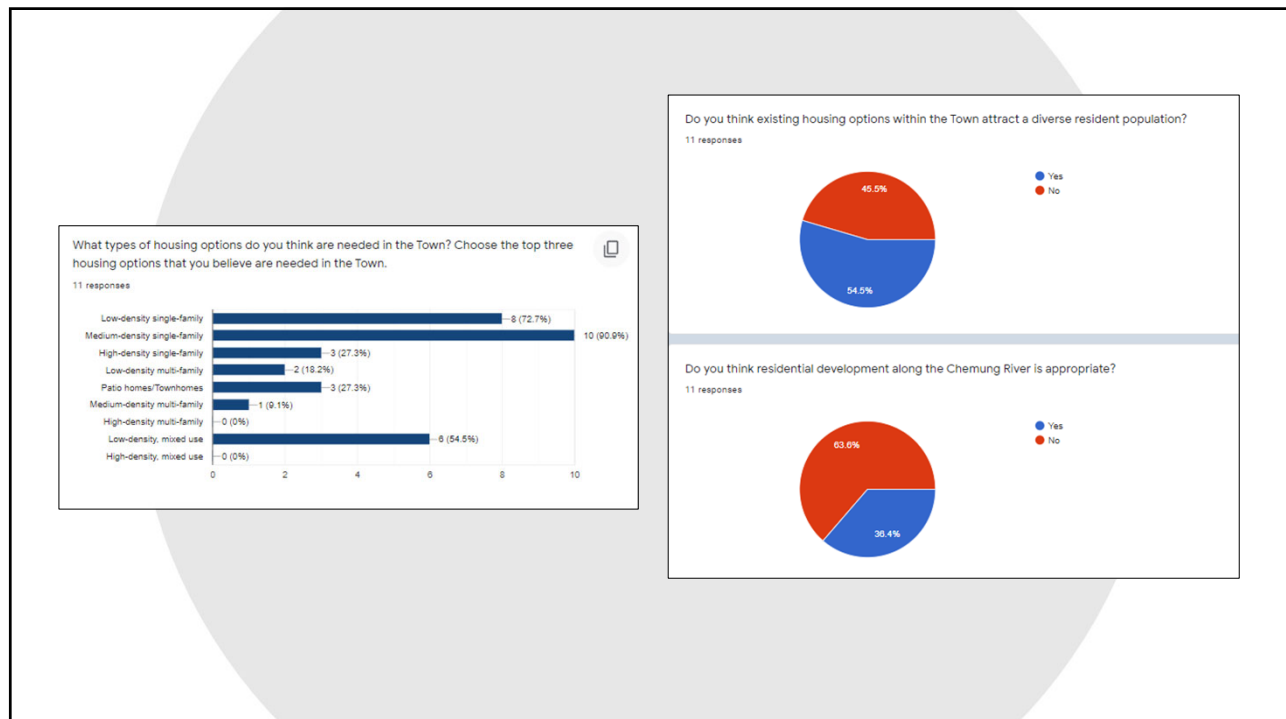 What types of housing options do you think are needed in the Town? Choose the top three
housing options that you believe are needed in the Town.
11 responses
Low-density single-family 8 (72.7%)
Medium-density single-family 10 (90.9%)
High-density single-family 3 (27.3%)
Low-density multi-family 2 (18.2%)
Patio homes/Townhomes 3 (27.3%)
Medium-density multi-family 1 (9.1%)
High-density multi-family 0 (0%)
Low-density, mixed use 6 (54.5%)
High-density, mixed use 0 (0%)
0 2 4 6 8 10
Do you think existing housing options within the Town attract a diverse resident population?
11 responses
Yes
No
45.5%
54.5%
Do you think residential development along the Chemung River is appropriate?
11 responses
Yes
No
63.6%
36.4%